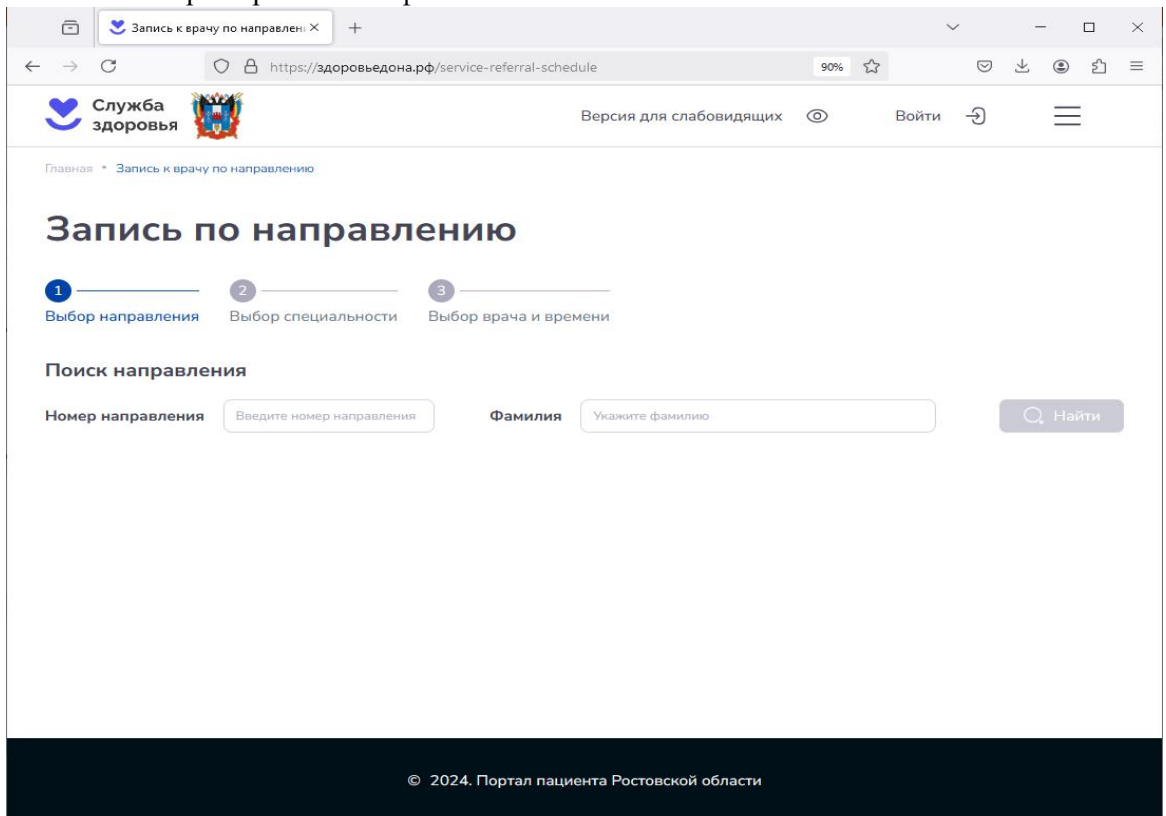 Запись к врачу по направлени
https://здоровьедона.рф/service-referral-schedule
90%
Служба
здоровья
Версия для слабовидящих
Войти
Главная • Запись к врачу по направлению
Запись по направлению
1
2
3
Выбор направления
Выбор специальности
Выбор врача и времени
Поиск направления
Номер направления
Введите номер направления
Фамилия
Укажите фамилию
Найти
© 2024. Портал пациента Ростовской области